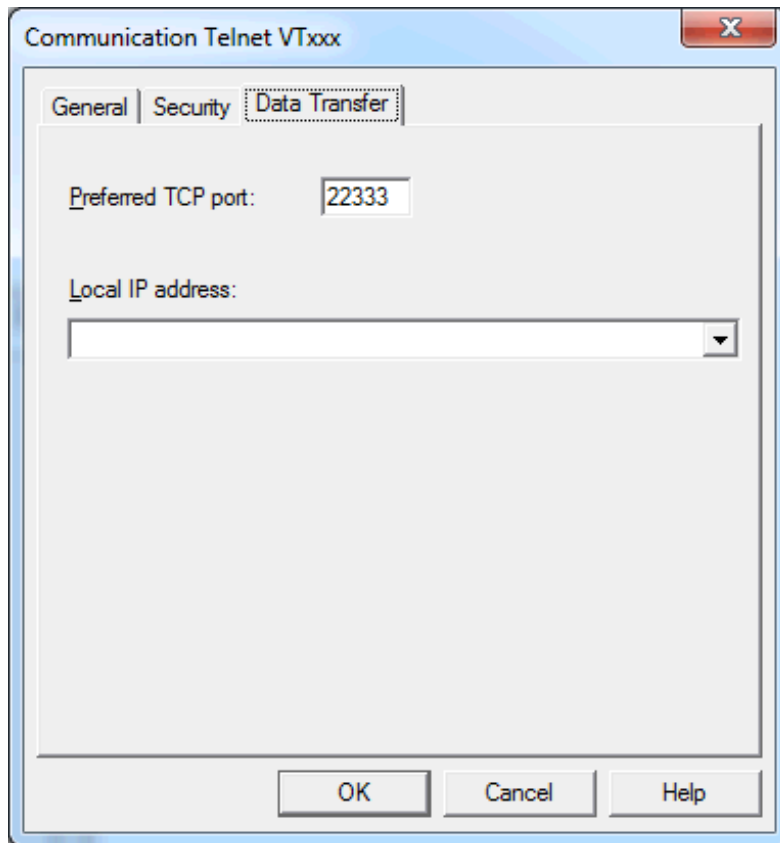 Communication Telnet VTxxx
General Security Data Transfer
Preferred TCP port: 22333
Local IP address:
OK Cancel Help